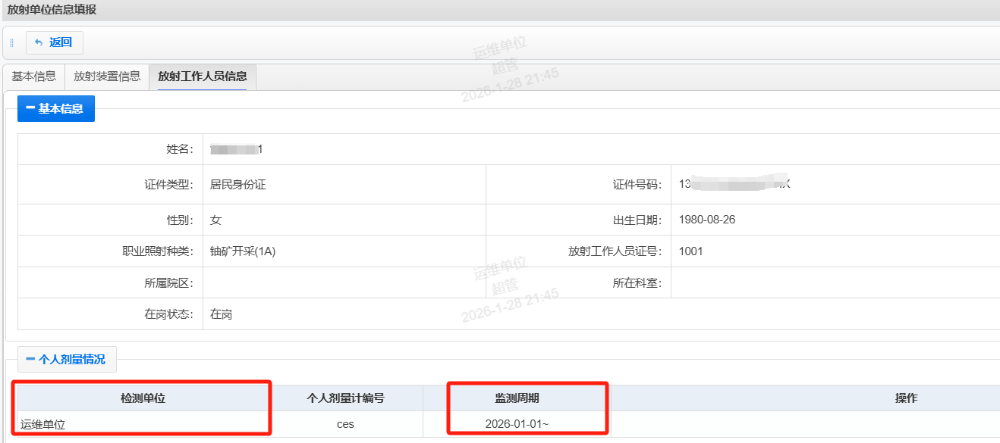 放射单位信息填报
返回
基本信息 放射装置信息 放射工作人员信息
基本信息
姓名： 1
证件类型： 居民身份证 证件号码： 13 X
性别： 女 出生日期： 1980-08-26
职业照射种类： 铀矿开采(1A) 放射工作人员证号： 1001
所属院区： 所在科室：
在岗状态： 在岗
个人剂量情况
检测单位 个人剂量计编号 监测周期 操作
运维单位 ces 2026-01-01~
运维单位
超管
2026-1-28 21:45
运维单位
超管
2026-1-28 21:45